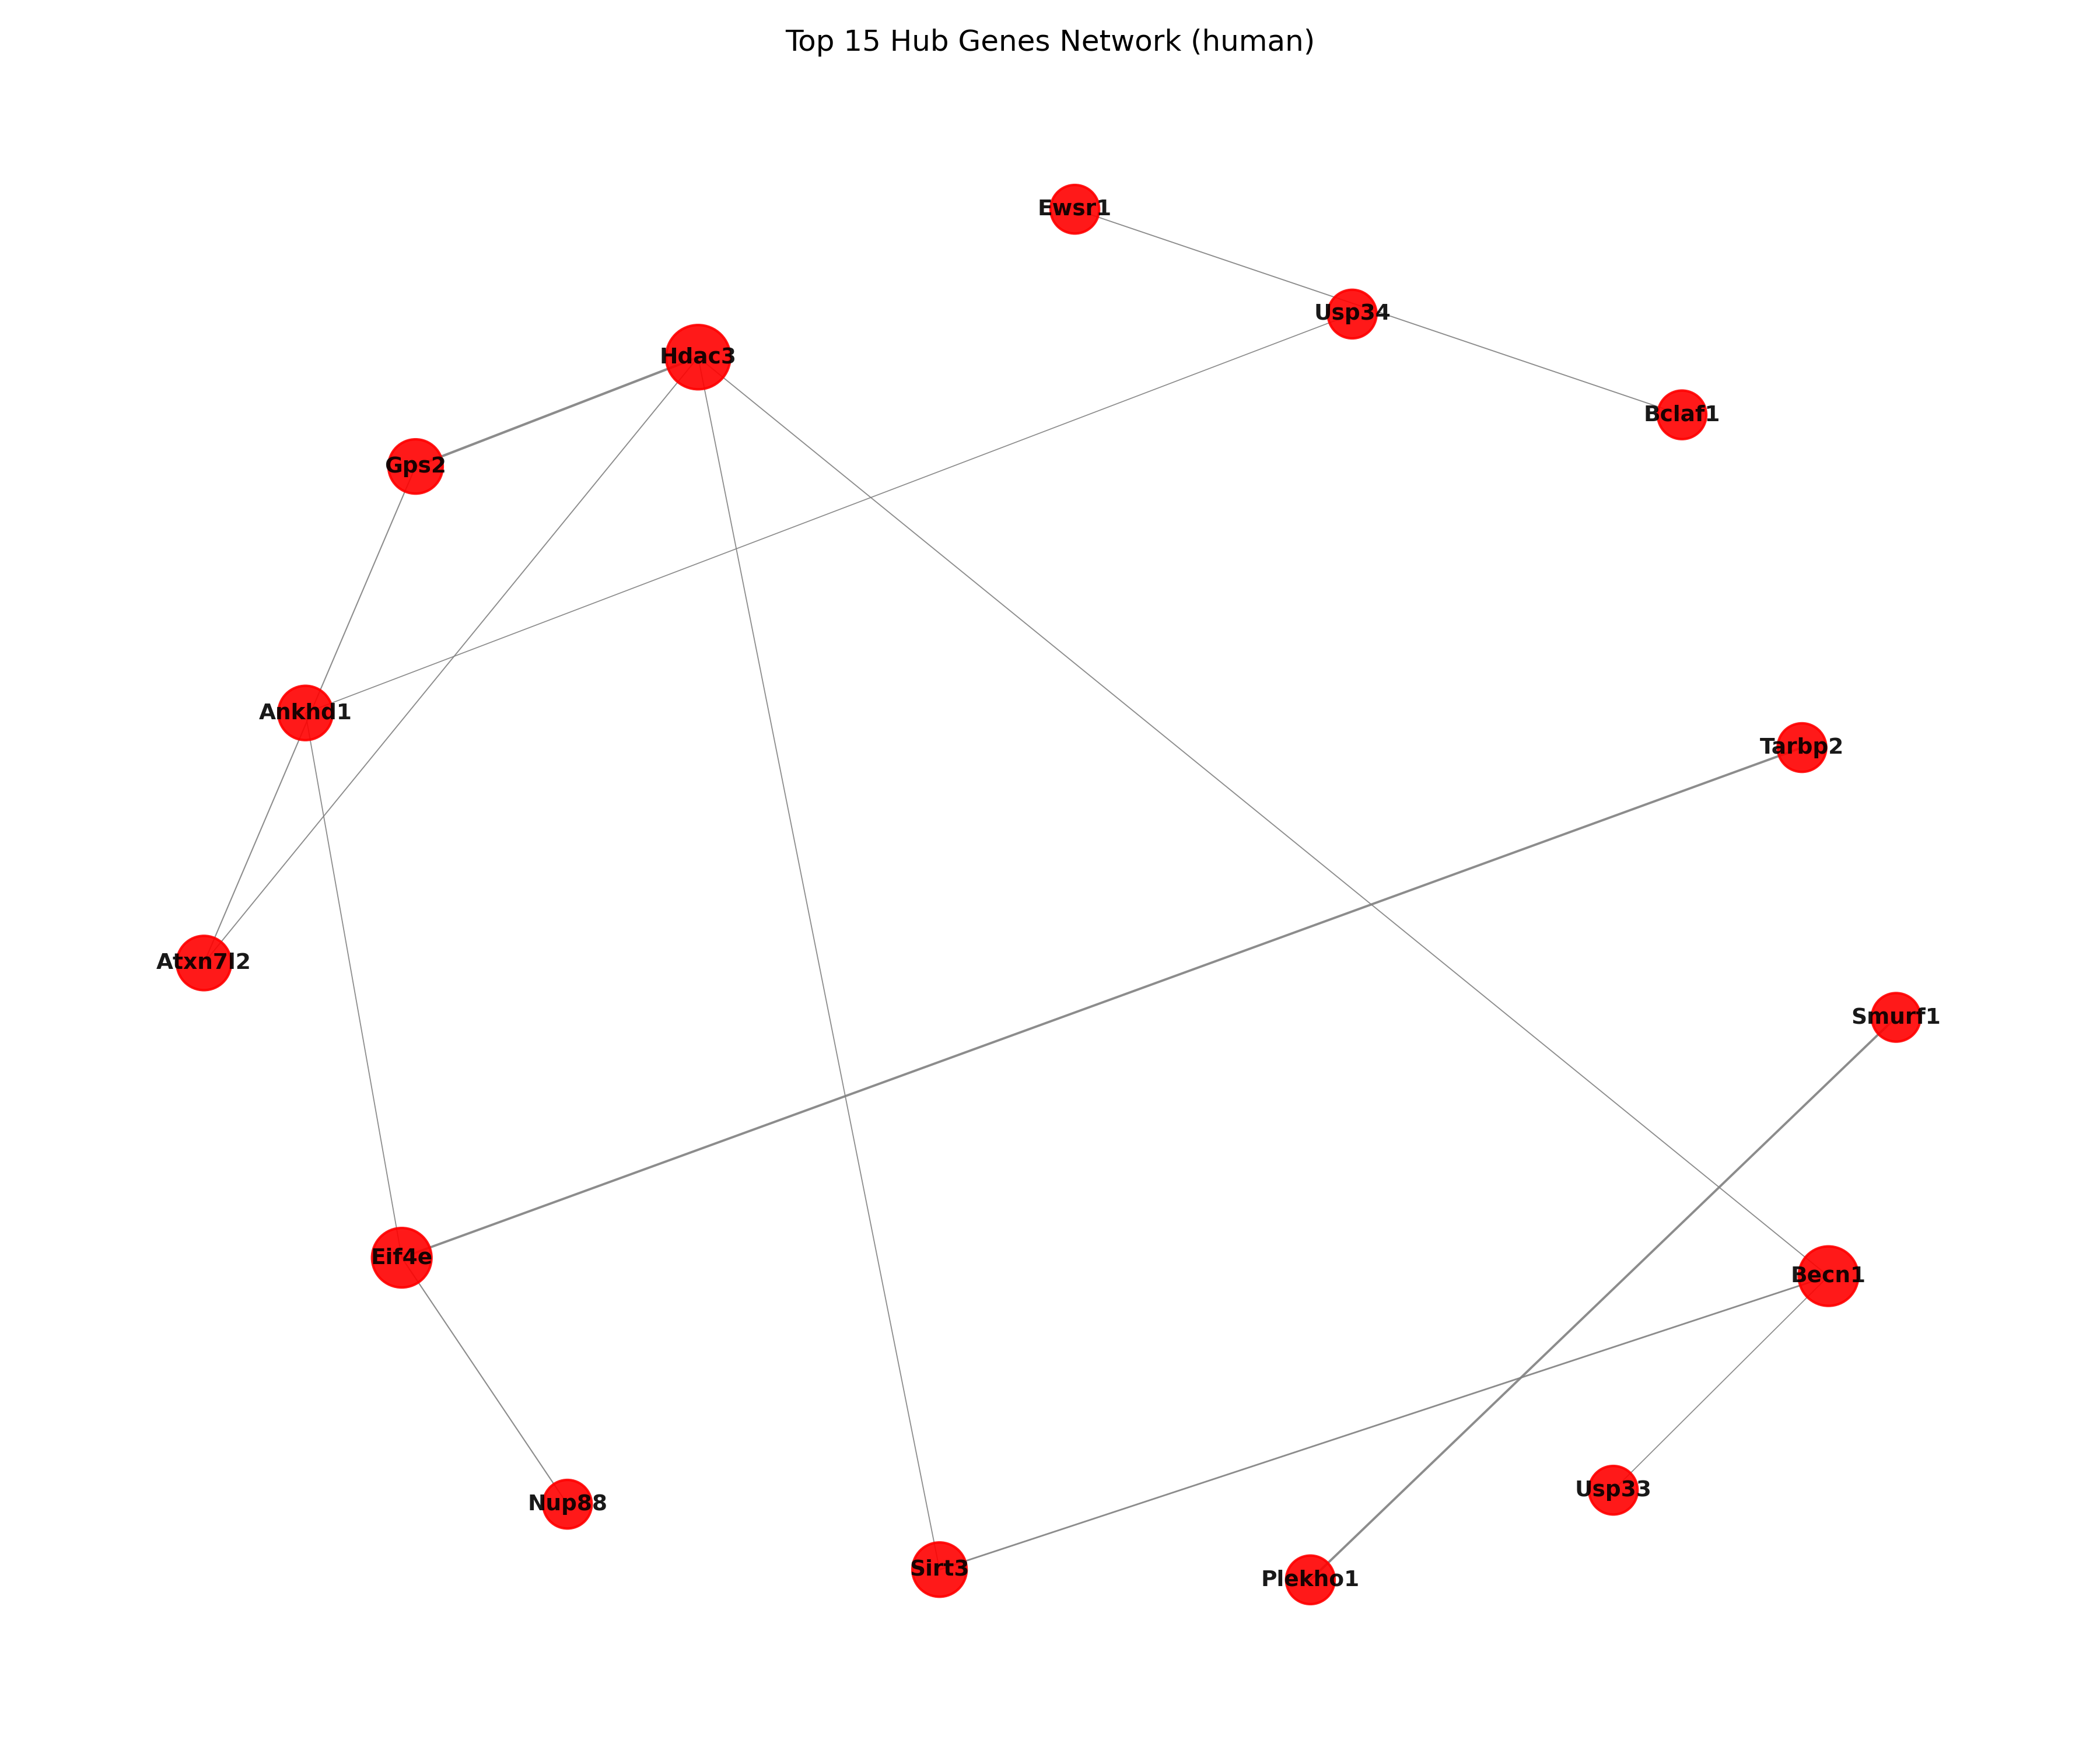 Top 15 Hub Genes Network (human)
Ewsr1
Usp34
Hdac3
Bclaf1
Gps2
Ankhd1
Tarbp2
Atxn7l2
Smurf1
Eif4e
Becn1
Usp33
Nup88
Sirt3
Plekho1